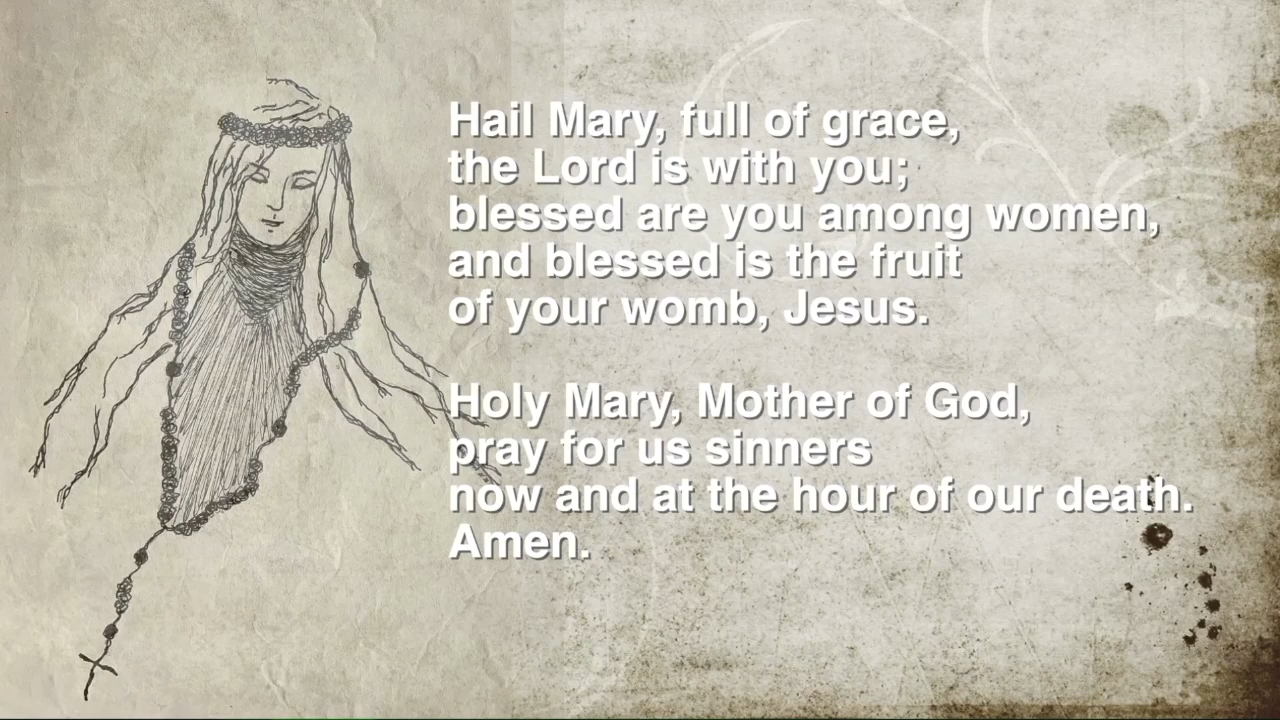 Hail Mary, full of grace,
the Lord is with you;
blessed are you among women,
and blessed is the fruit
of your womb, Jesus.
Holy Mary, Mother of God,
pray for us sinners
now and at the hour of our death.
Amen.